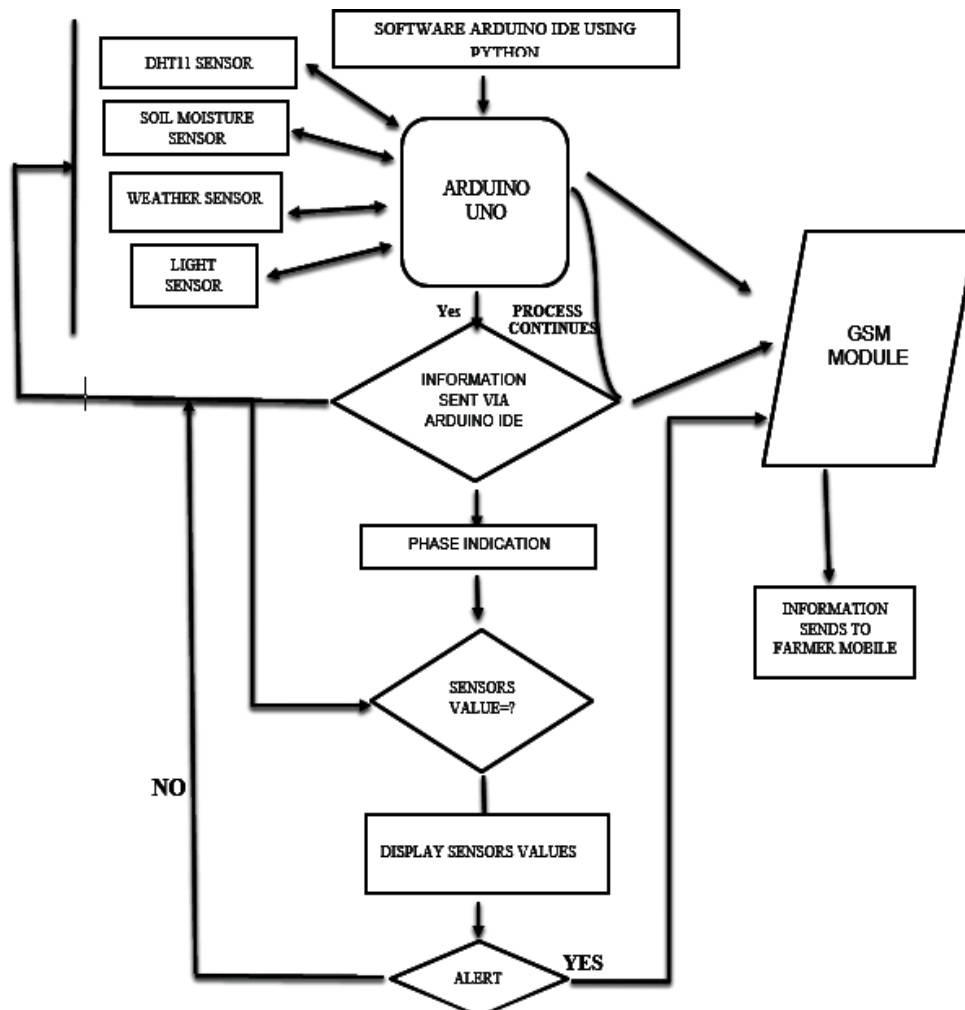 SOFTWARE ARDUINO IDE USING
PYTHON
DHT11 SENSOR
SOIL MOISTURE
SENSOR
WEATHER SENSOR
LIGHT
SENSOR
ARDUINO
UNO
Yes
PROCESS
CONTINUES
GSM
MODULE
INFORMATION
SENT VIA
ARDUINO IDE
PHASE INDICATION
INFORMATION
SENDS TO
FARMER MOBILE
SENSORS
VALUE=?
NO
DISPLAY SENSORS VALUES
ALERT
YES